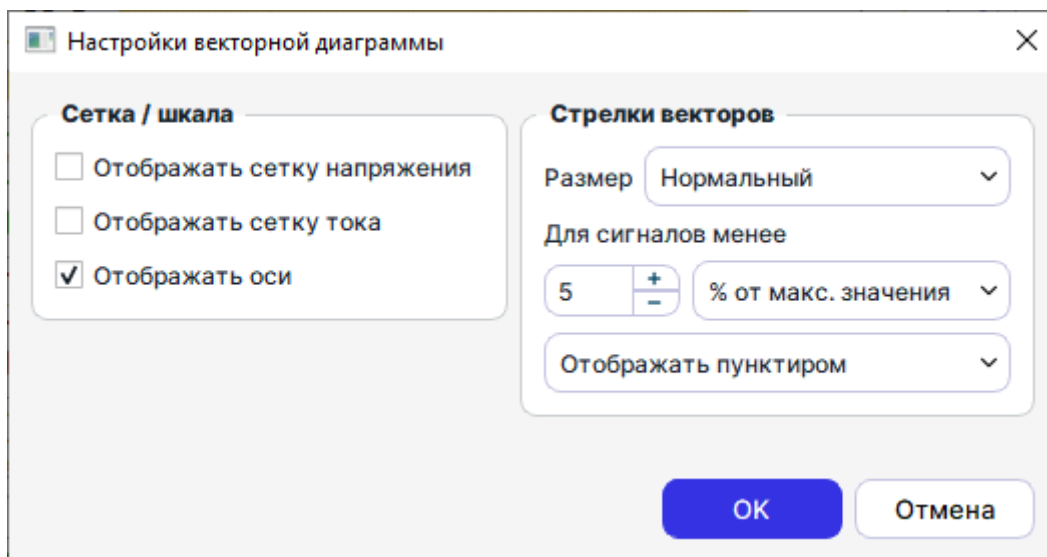 Настройки векторной диаграммы
Сетка / шкала
Отображать сетку напряжения
Отображать сетку тока
Отображать оси
Стрелки векторов
Размер Нормальный
Для сигналов менее
5 + − % от макс. значения
Отображать пунктиром
OK Отмена